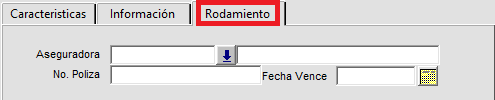 Caracteristicas Información Rodamiento
Aseguradora
No. Poliza Fecha Vence